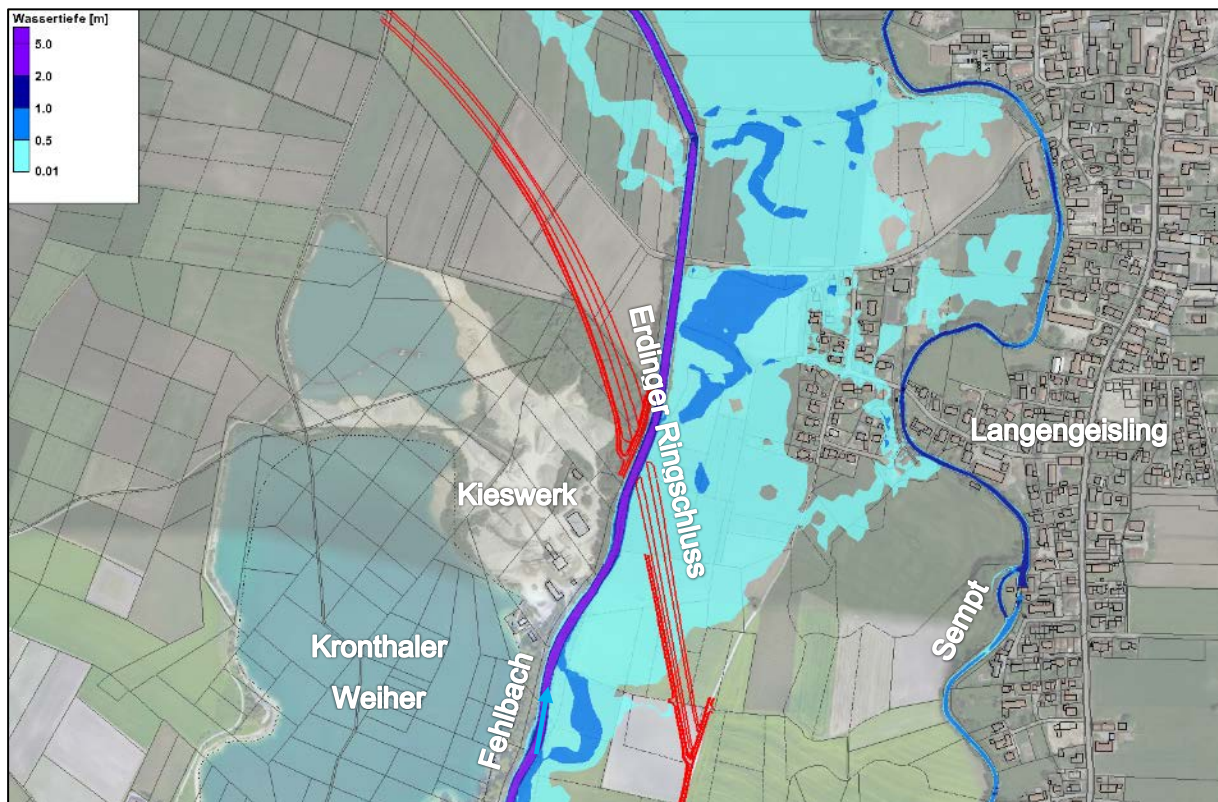 Wassertiefe [m]
5.0
2.0
1.0
0.5
0.01
Erdinger Ringschluss
Langengeisling
Kieswerk
Sempt
Kronthaler
Weiher
Fehlbach